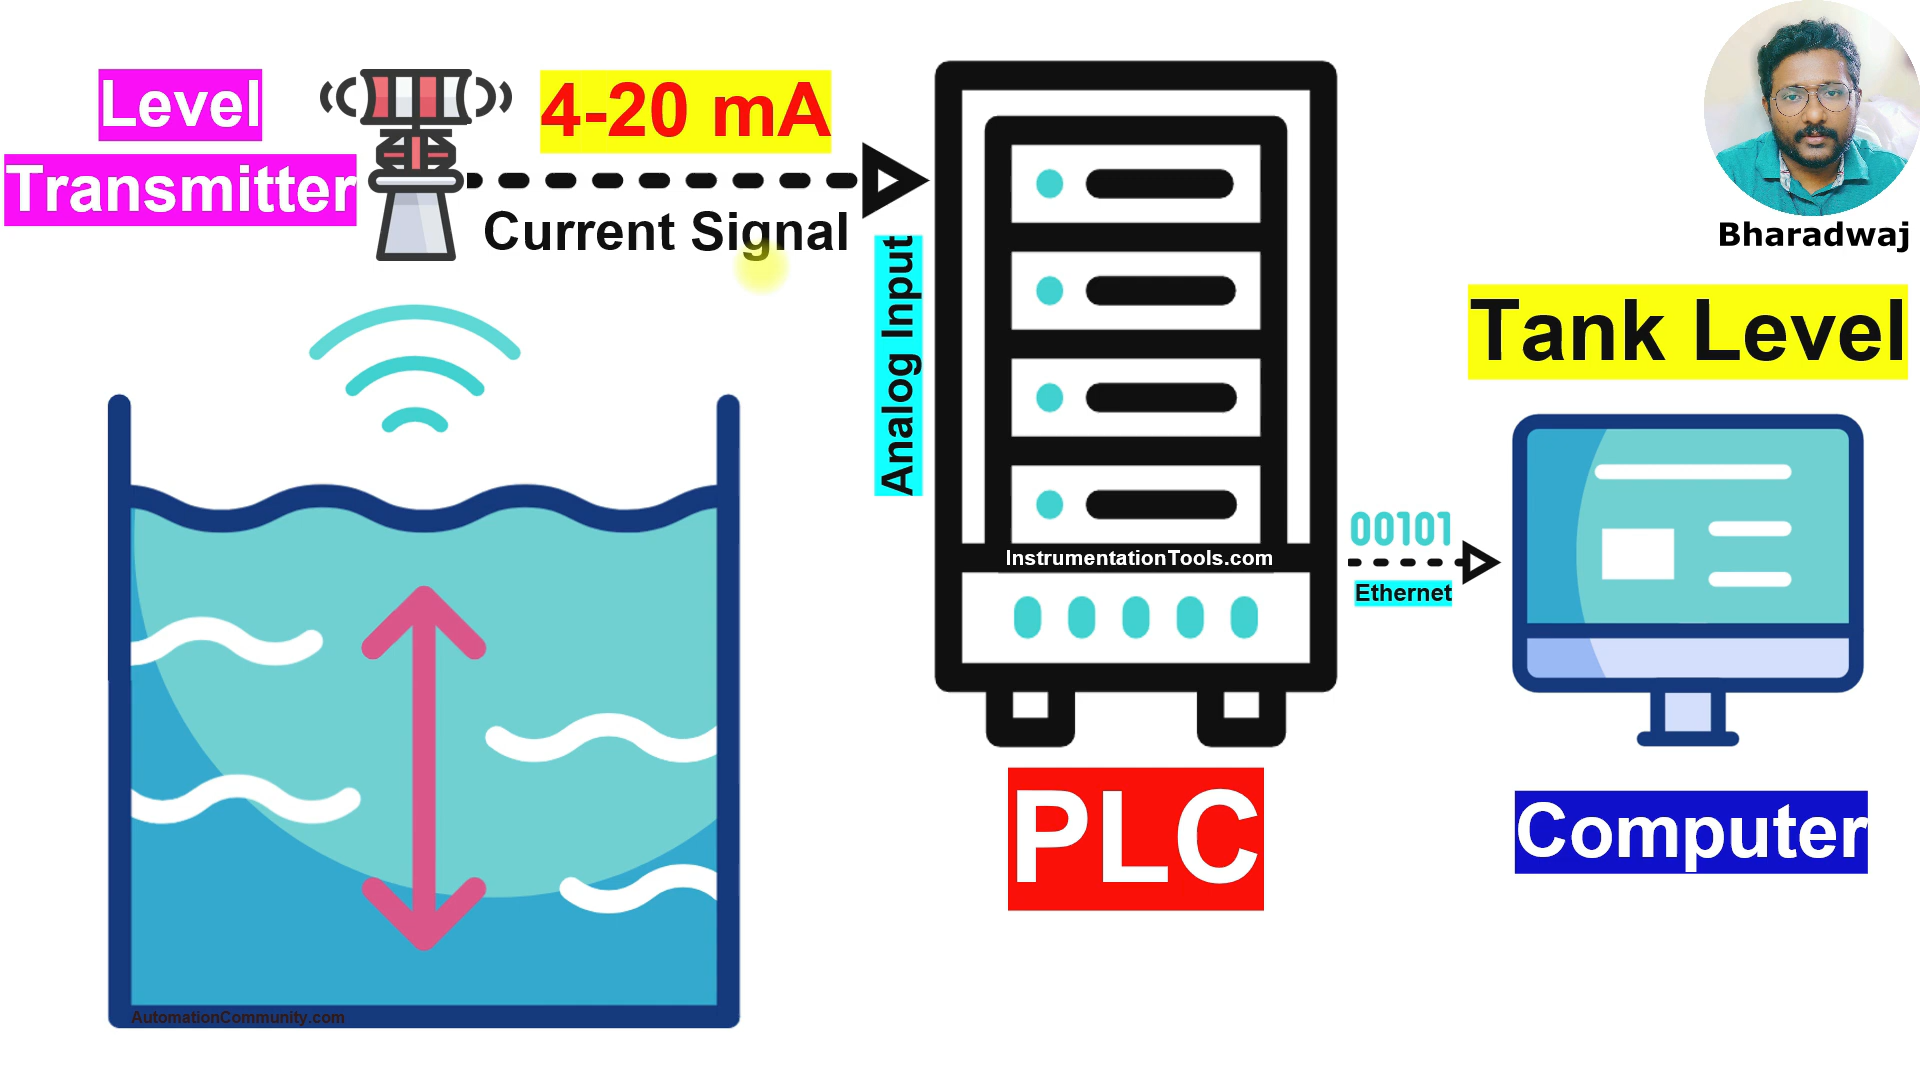 Level
Transmitter
4-20 mA
Current Signal
Analog Input
InstrumentationTools.com
PLC
00101
Ethernet
Bharadwaj
Tank Level
Computer
AutomationCommunity.com